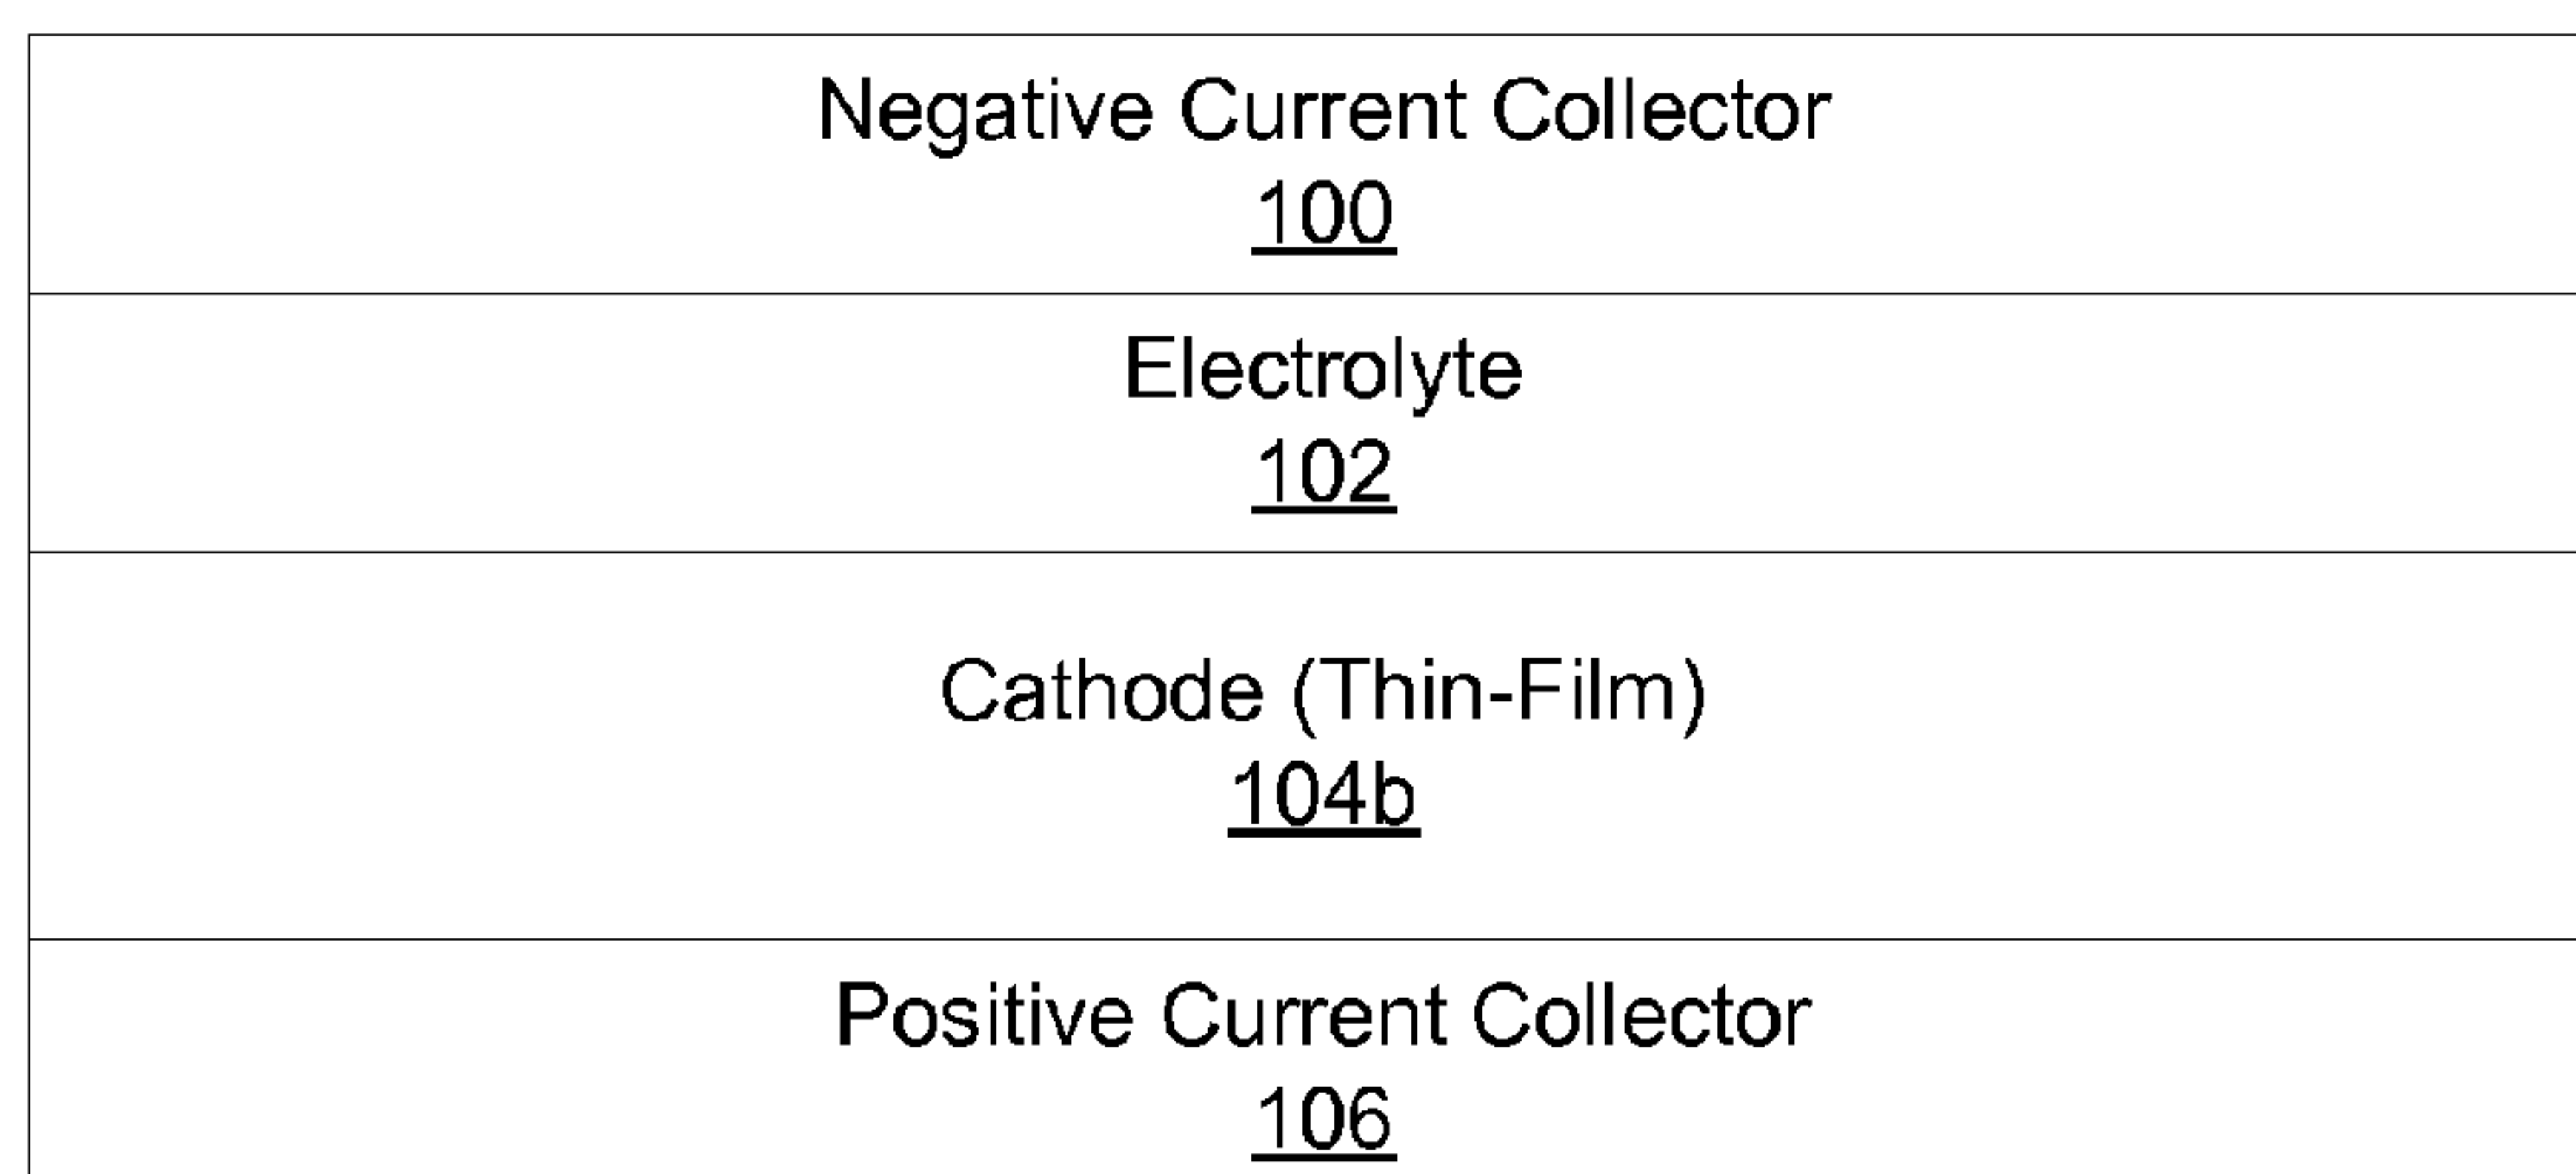 Negative Current Collector
100
Electrolyte
102
Cathode (Thin-Film)
104b
Positive Current Collector
106